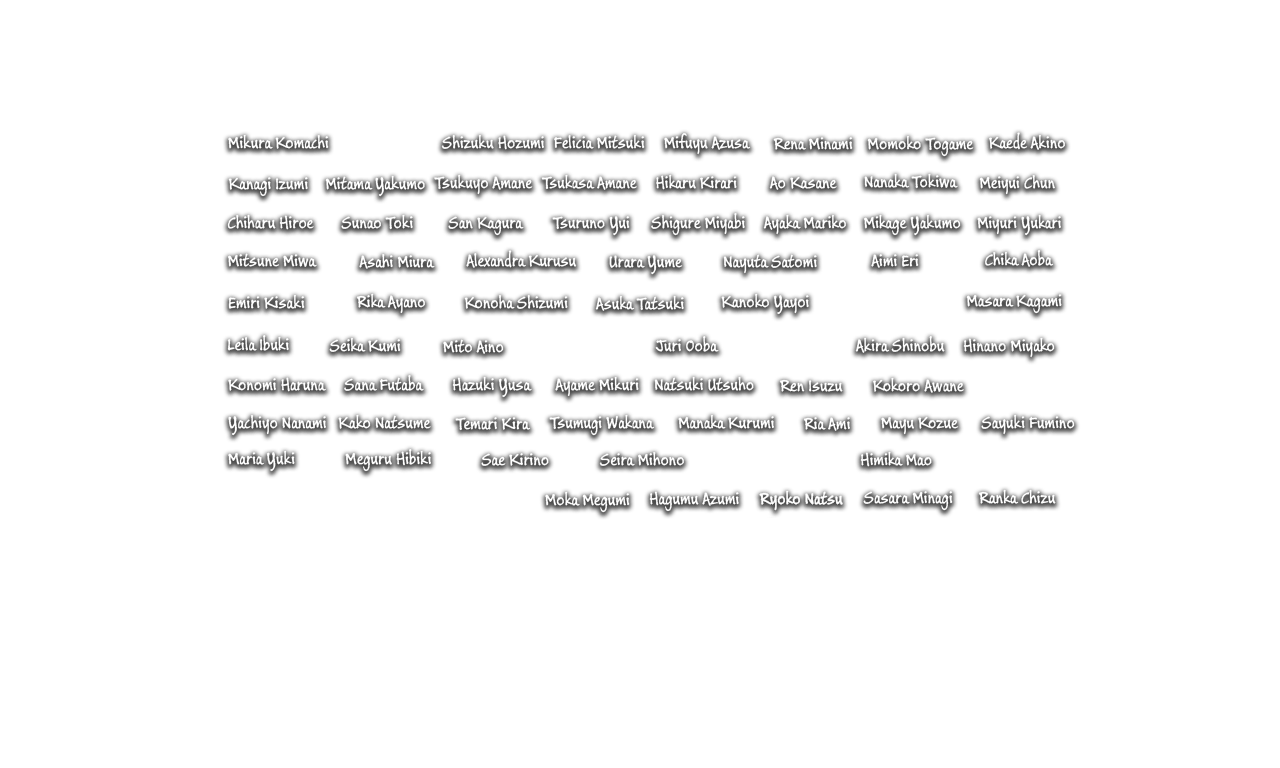 Mikura Komachi Shizuku Hozumi Felicia Mitsuki Mifuyu Azusa Rena Minami Momoko Togame Kaede Akino
Kanagi Izumi Mitama Yakumo Tsukuyo Amane Tsukasa Amane Hikaru Kirari Ao Kasane Nanaka Tokiwa Meiyui Chun
Chiharu Hiroe Sunao Toki San Kagura Tsuruno Yui Shigure Miyabi Ayaka Mariko Mikage Yakumo Miyuri Yukari
Mitsune Miwa Asahi Miura Alexandra Kurusu Urara Yume Nayuta Satomi Aimi Eri Chika Aoba
Emiri Kisaki Rika Ayano Konoha Shizumi Asuka Tatsuki Kanoko Yayoi Masara Kagami
Leila Ibuki Seika Kumi Mito Aino Juri Ooba Akira Shinobu Hinano Miyako
Konomi Haruna Sana Futaba Hazuki Yusa Ayame Mikuri Natsuki Utsuho Ren Isuzu Kokoro Awane
Yachiyo Nanami Kako Natsume Temari Kira Tsumugi Wakana Manaka Kurumi Ria Ami Mayu Kozue Sayuki Fumino
Maria Yuki Meguru Hibiki Sae Kirino Seira Mihono Himika Mao
Moka Megumi Hagumu Azumi Ryoko Natsu Sasara Minagi Ranka Chizu